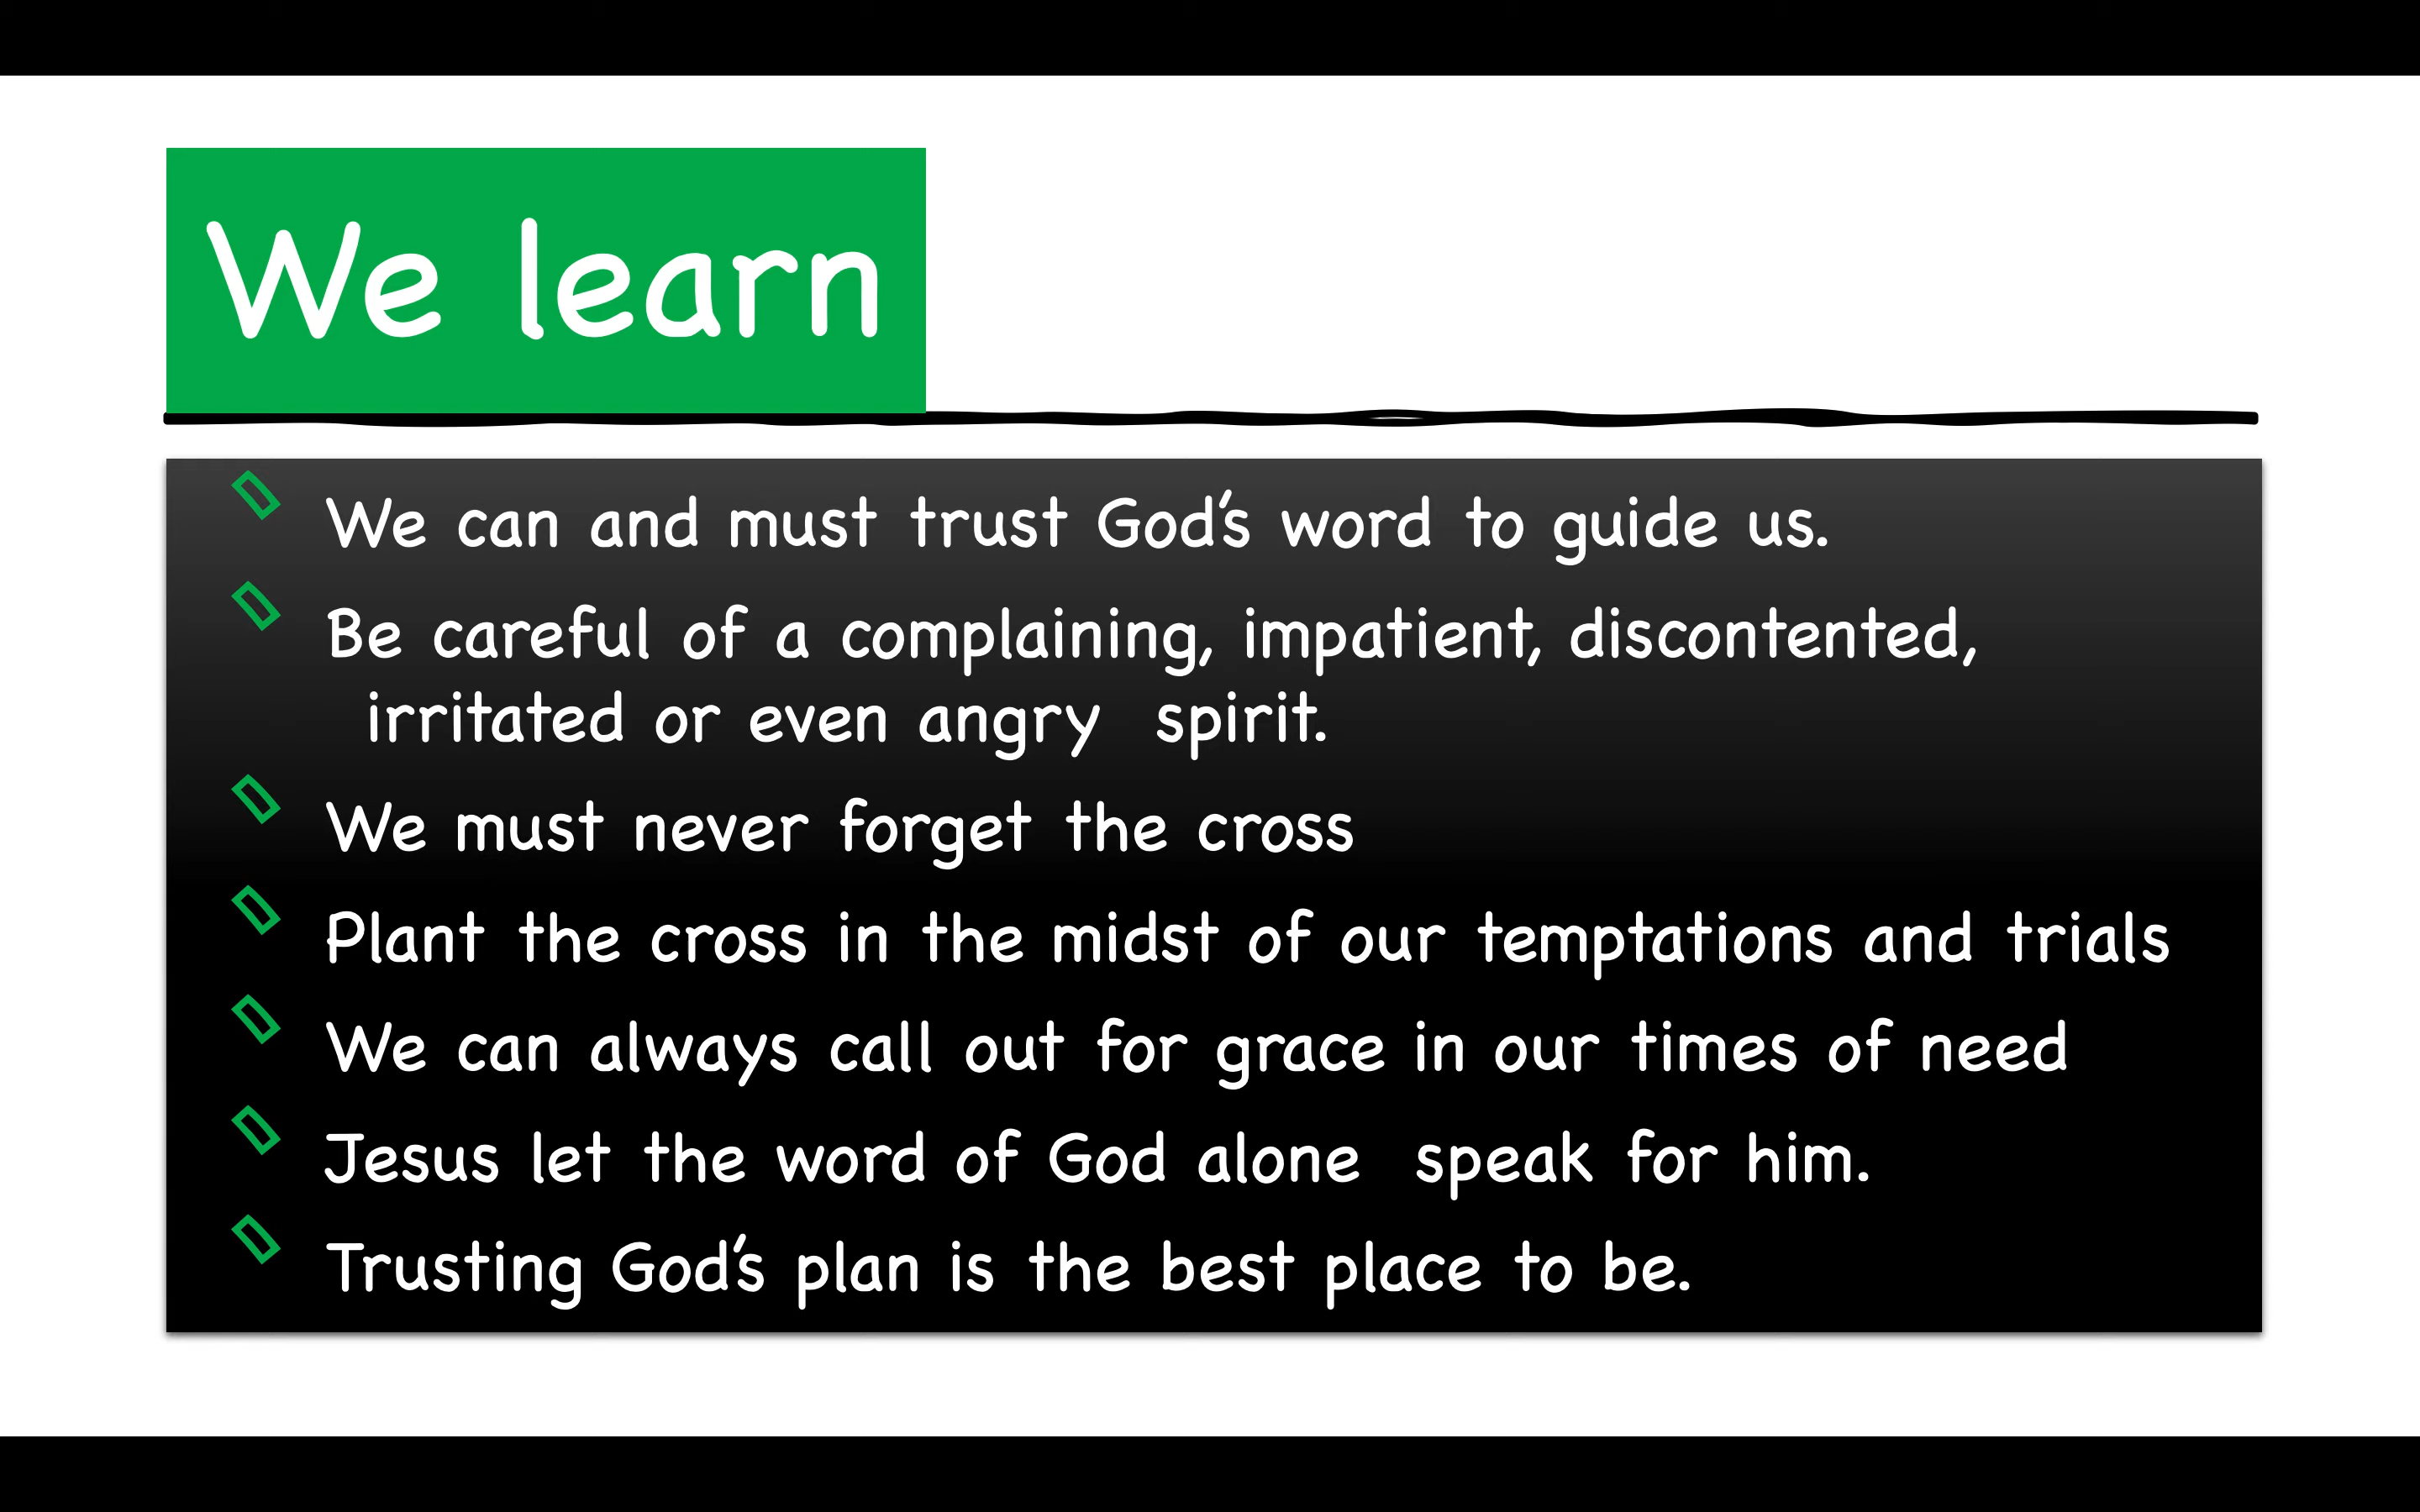 We learn
We can and must trust God's word to guide us.
Be careful of a complaining, impatient, discontented,
irritated or even angry spirit.
We must never forget the cross
Plant the cross in the midst of our temptations and trials
We can always call out for grace in our times of need
Jesus let the word of God alone speak for him.
Trusting God's plan is the best place to be.